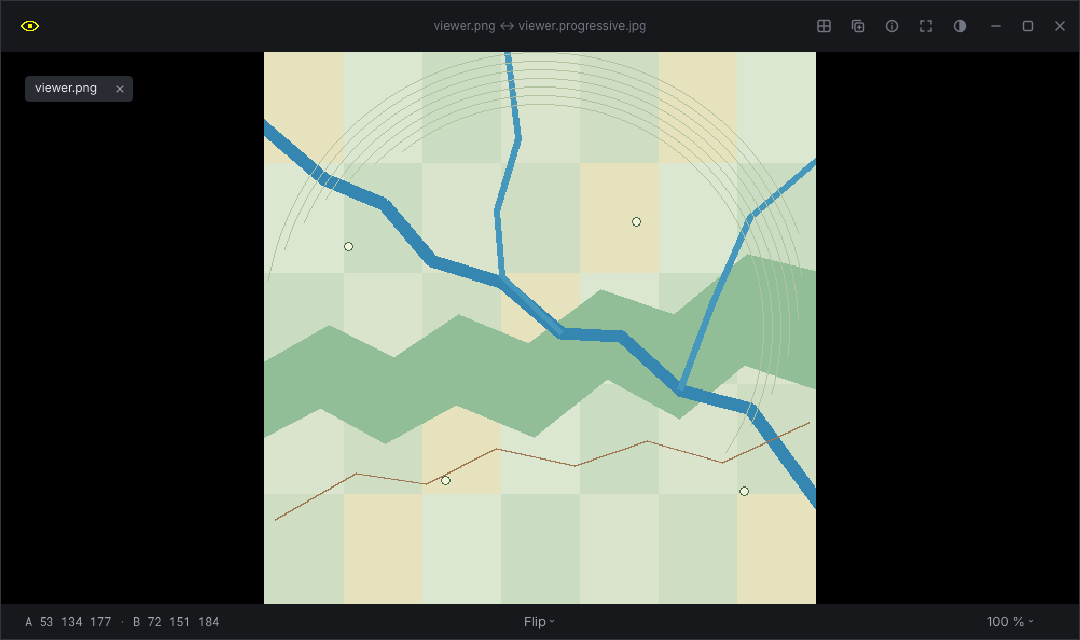 viewer.png ↔ viewer.progressive.jpg
viewer.png ×
A 53 134 177 · B 72 151 184
Flip
100 %